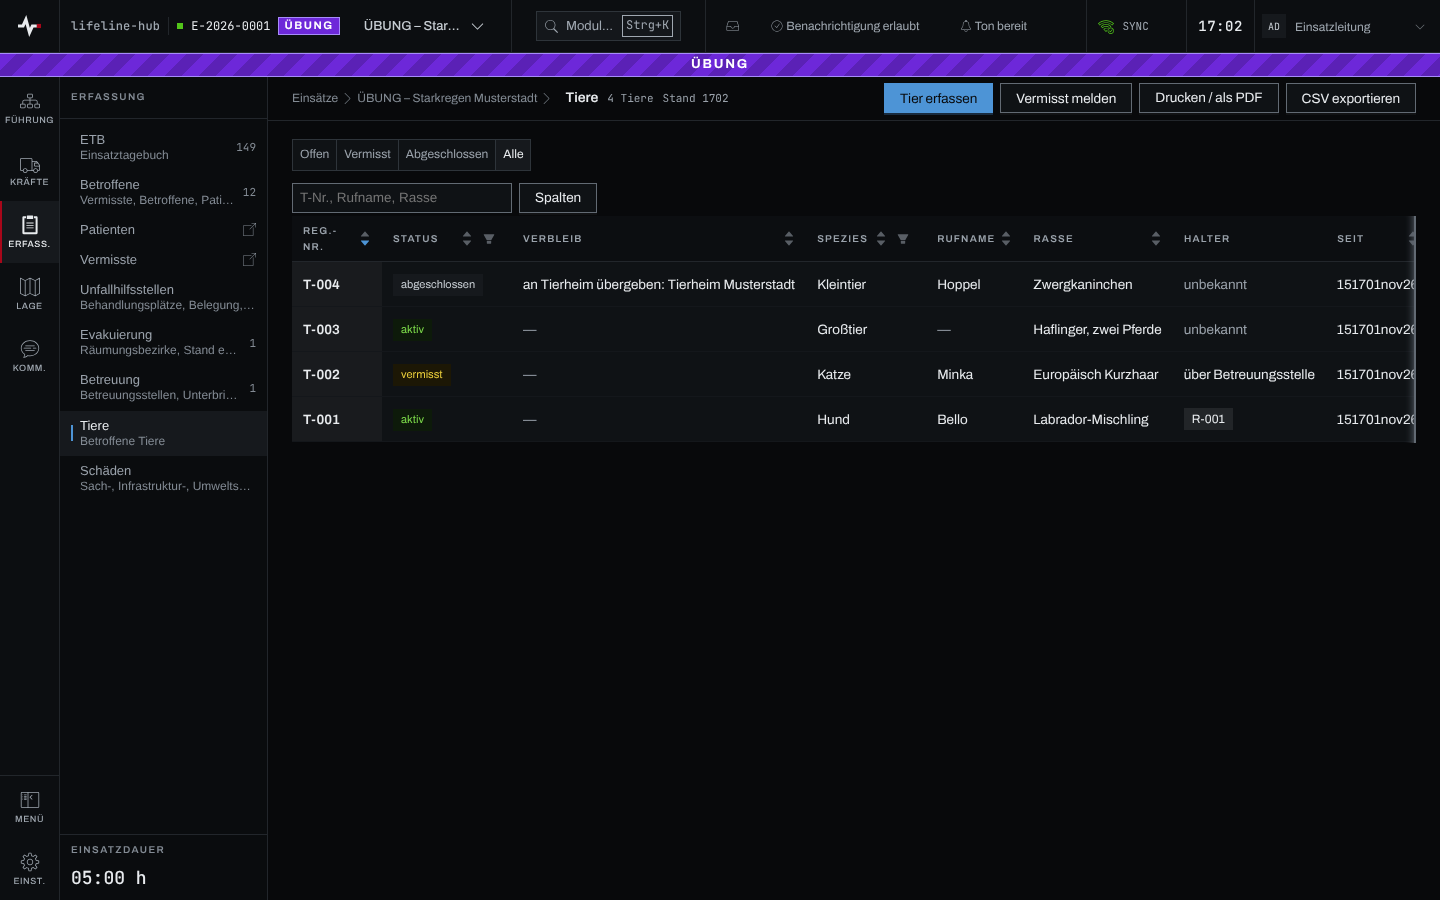 lifeline-hub E-2026-0001 ÜBUNG ÜBUNG – Star… Modul… Strg+K Benachrichtigung erlaubt Ton bereit SYNC 17:02 AD Einsatzleitung
ÜBUNG
FÜHRUNG
KRÄFTE
ERFASS.
LAGE
KOMM.
MENÜ
EINST.
ERFASSUNG
ETB
Einsatztagebuch
149
Betroffene
Vermisste, Betroffene, Pati…
12
Patienten
Vermisste
Unfallhilfsstellen
Behandlungsplätze, Belegung,…
Evakuierung
Räumungsbezirke, Stand e…
1
Betreuung
Betreuungsstellen, Unterbri…
1
Tiere
Betroffene Tiere
Schäden
Sach-, Infrastruktur-, Umwelts…
EINSATZDAUER
05:00 h
Einsätze ÜBUNG – Starkregen Musterstadt Tiere 4 Tiere Stand 1702
Tier erfassen Vermisst melden Drucken / als PDF CSV exportieren
Offen Vermisst Abgeschlossen Alle
T-Nr., Rufname, Rasse Spalten
REG.-
NR.
STATUS VERBLEIB SPEZIES RUFNAME RASSE HALTER SEIT
T-004 abgeschlossen an Tierheim übergeben: Tierheim Musterstadt Kleintier Hoppel Zwergkaninchen unbekannt 151701nov26
T-003 aktiv — Großtier — Haflinger, zwei Pferde unbekannt 151701nov26
T-002 vermisst — Katze Minka Europäisch Kurzhaar über Betreuungsstelle 151701nov26
T-001 aktiv — Hund Bello Labrador-Mischling R-001 151701nov26